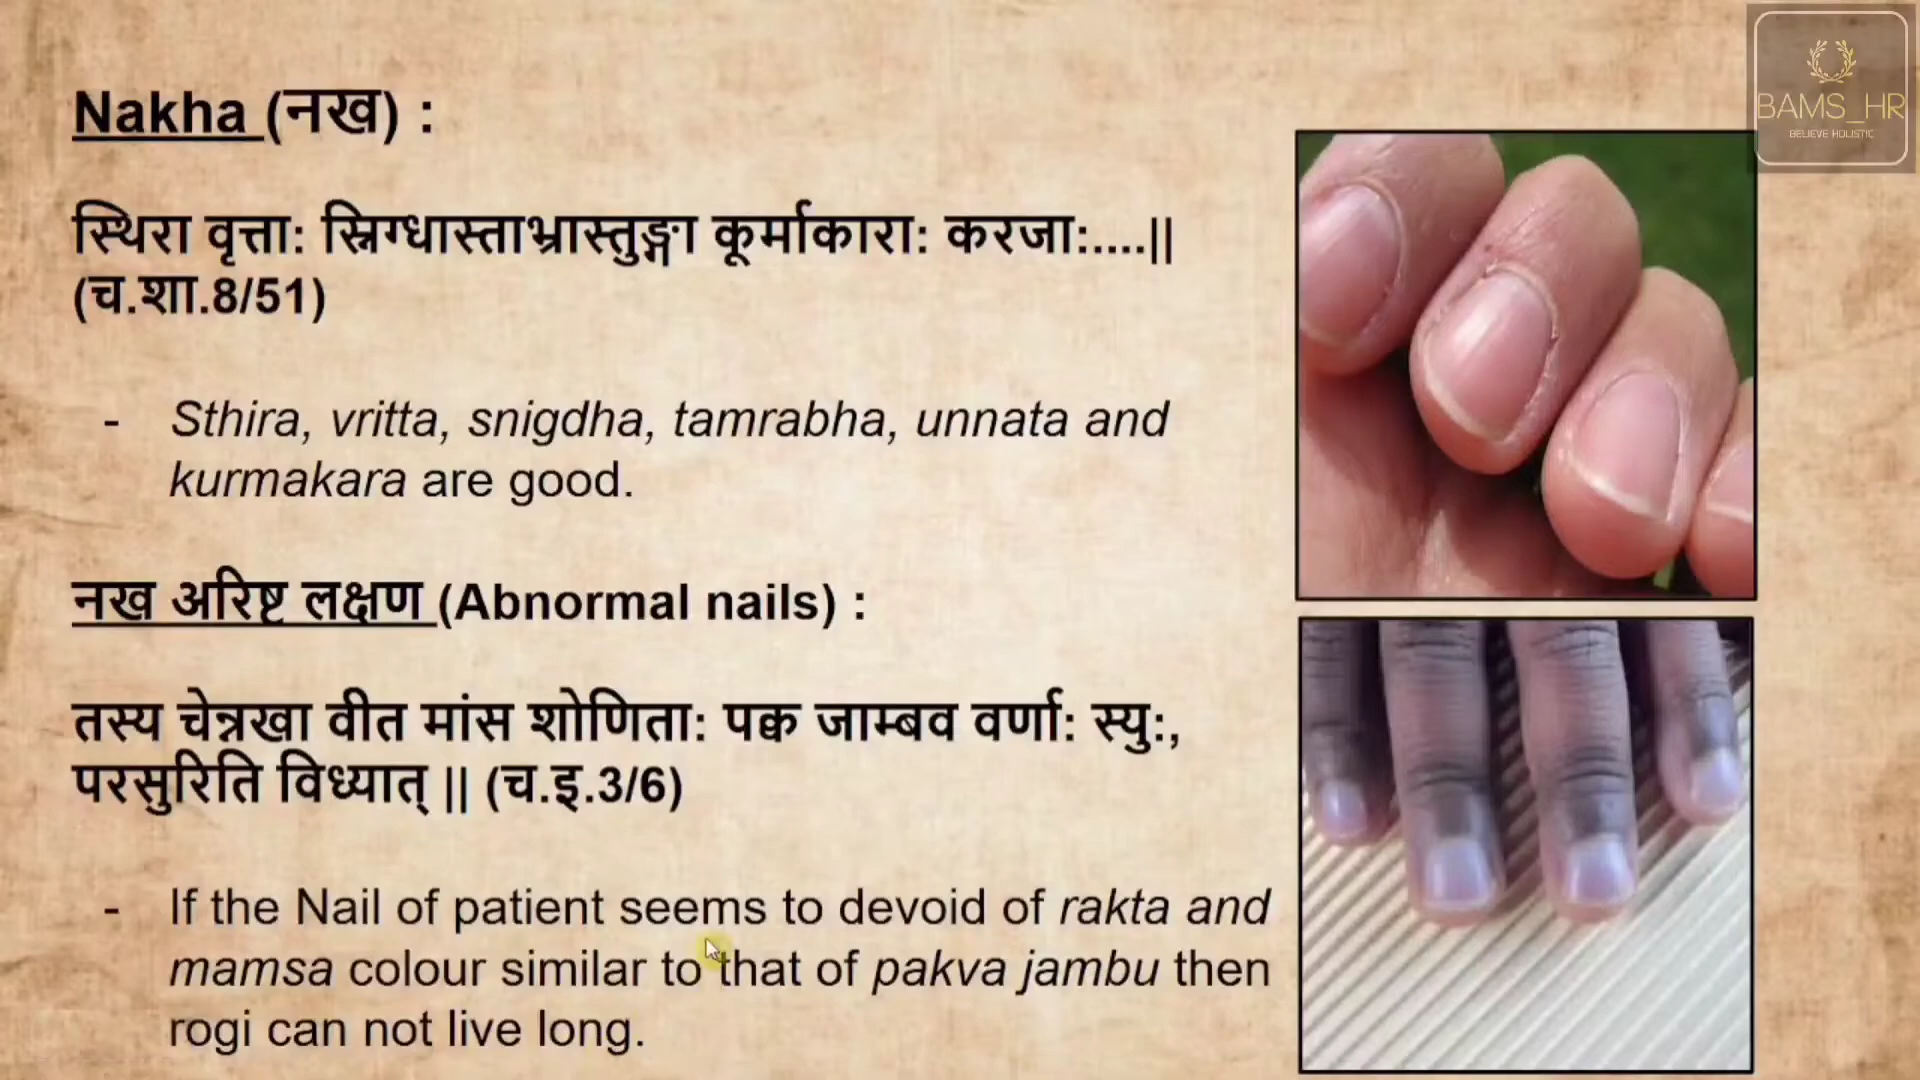 Nakha (नख) :
स्थिरा वृत्ता: स्निग्धास्ताभ्रास्तुङ्गा कूर्माकारा: करजा:....||
(च.शा.8/51)
- Sthira, vritta, snigdha, tamrabha, unnata and
kurmakara are good.
नख अरिष्ट लक्षण (Abnormal nails) :
तस्य चेन्नखा वीत मांस शोणिता: पक्व जाम्बव वर्णा: स्यु:,
परसुरिति विध्यात् || (च.इ.3/6)
- If the Nail of patient seems to devoid of rakta and
mamsa colour similar to that of pakva jambu then
rogi can not live long.
BAMS_HR
BELIEVE HOLISTIC